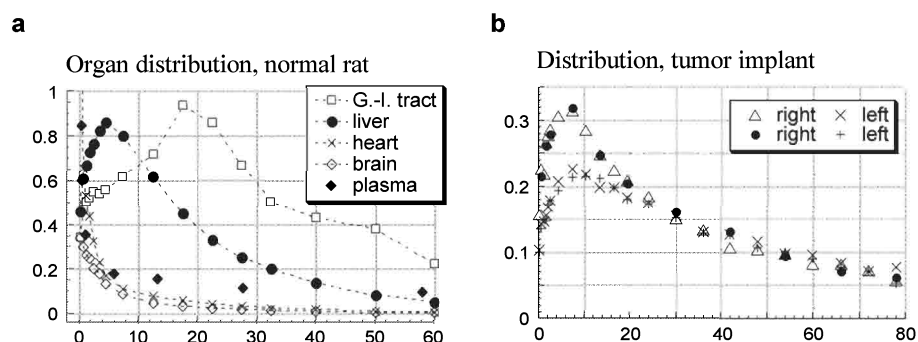 a
Organ distribution, normal rat
1
0.8
0.6
0.4
0.2
0
0 10 20 30 40 50 60
G.-I. tract
liver
heart
brain
plasma
b
Distribution, tumor implant
0.3
0.2
0.1
0
0 20 40 60 80
right left
right left